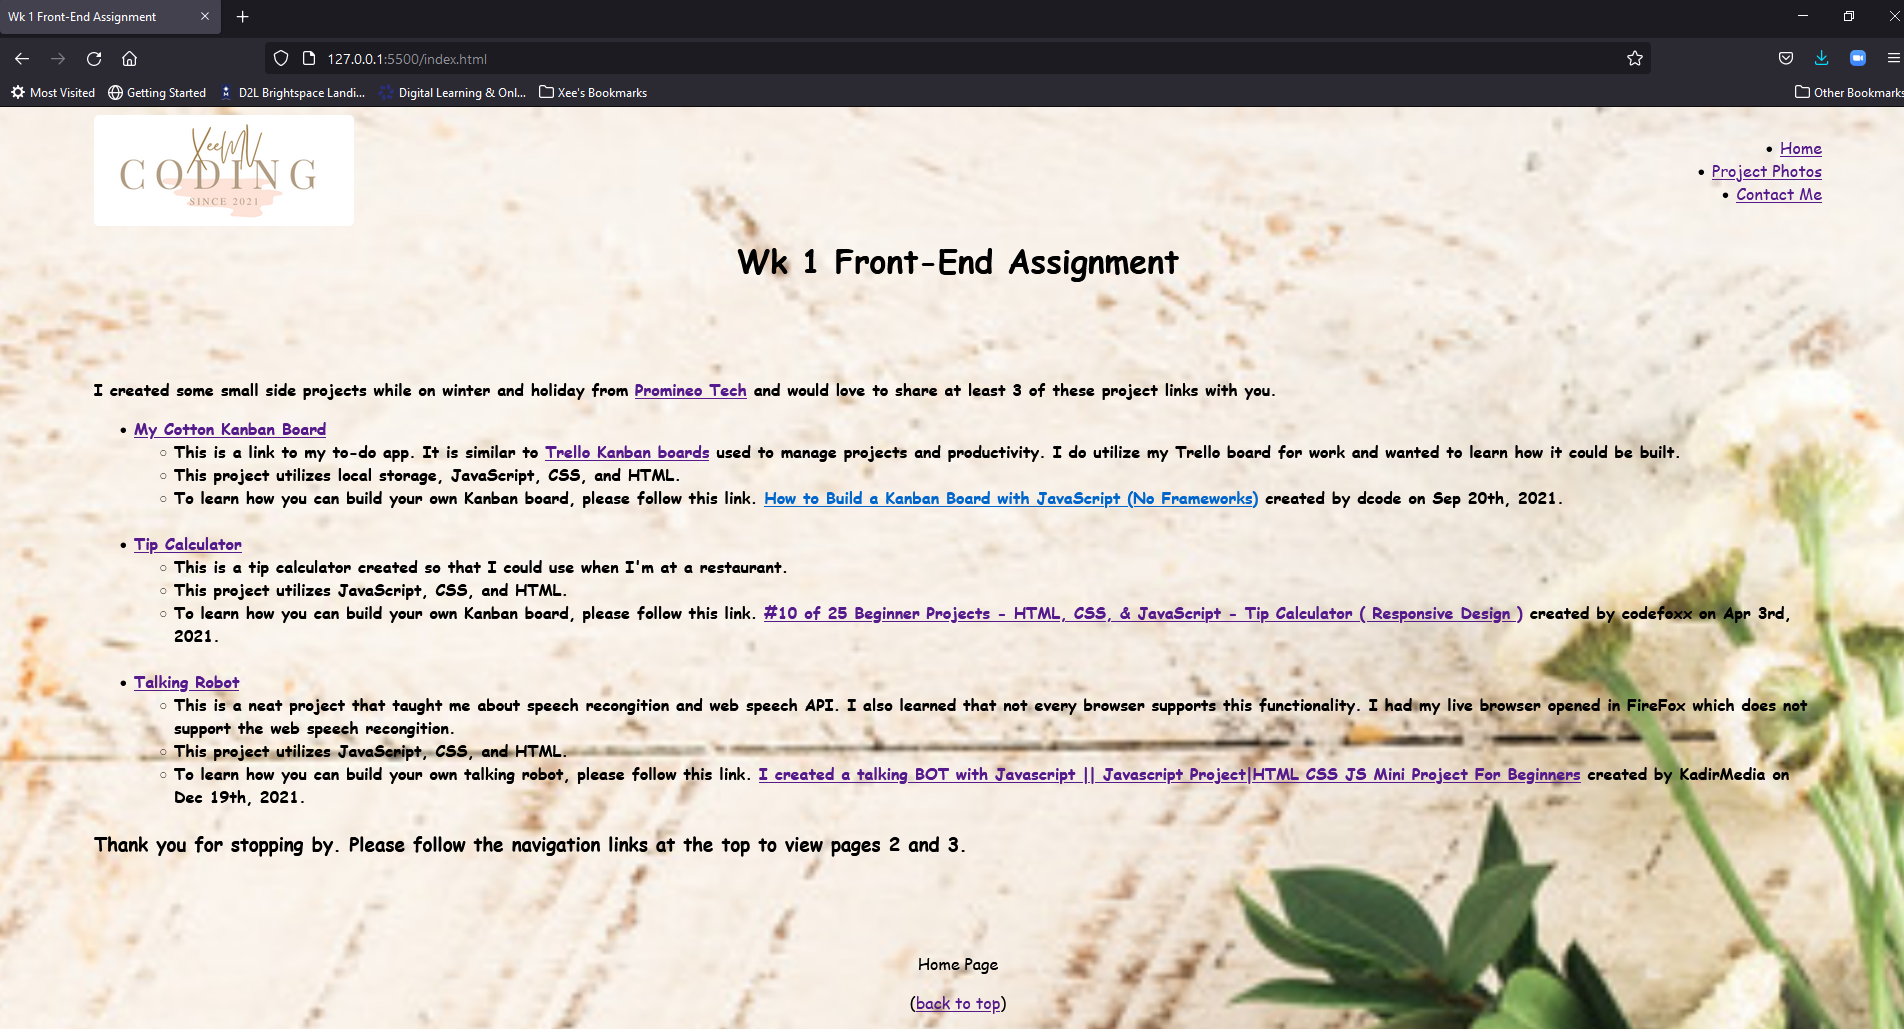 Wk 1 Front-End Assignment
127.0.0.1:5500/index.html
Most Visited
Getting Started
D2L Brightspace Landi...
Digital Learning & Onl...
Xee's Bookmarks
Other Bookmarks
XeeMV
CODING
SINCE 2021
• Home
• Project Photos
• Contact Me
Wk 1 Front-End Assignment
I created some small side projects while on winter and holiday from Promineo Tech and would love to share at least 3 of these project links with you.
• My Cotton Kanban Board
○ This is a link to my to-do app. It is similar to Trello Kanban boards used to manage projects and productivity. I do utilize my Trello board for work and wanted to learn how it could be built.
○ This project utilizes local storage, JavaScript, CSS, and HTML.
○ To learn how you can build your own Kanban board, please follow this link. How to Build a Kanban Board with JavaScript (No Frameworks) created by dcode on Sep 20th, 2021.
• Tip Calculator
○ This is a tip calculator created so that I could use when I'm at a restaurant.
○ This project utilizes JavaScript, CSS, and HTML.
○ To learn how you can build your own Kanban board, please follow this link. #10 of 25 Beginner Projects - HTML, CSS, & JavaScript - Tip Calculator ( Responsive Design ) created by codefoxx on Apr 3rd,
2021.
• Talking Robot
○ This is a neat project that taught me about speech recongition and web speech API. I also learned that not every browser supports this functionality. I had my live browser opened in FireFox which does not
support the web speech recongition.
○ This project utilizes JavaScript, CSS, and HTML.
○ To learn how you can build your own talking robot, please follow this link. I created a talking BOT with Javascript || Javascript Project|HTML CSS JS Mini Project For Beginners created by KadirMedia on
Dec 19th, 2021.
Thank you for stopping by. Please follow the navigation links at the top to view pages 2 and 3.
Home Page
(back to top)